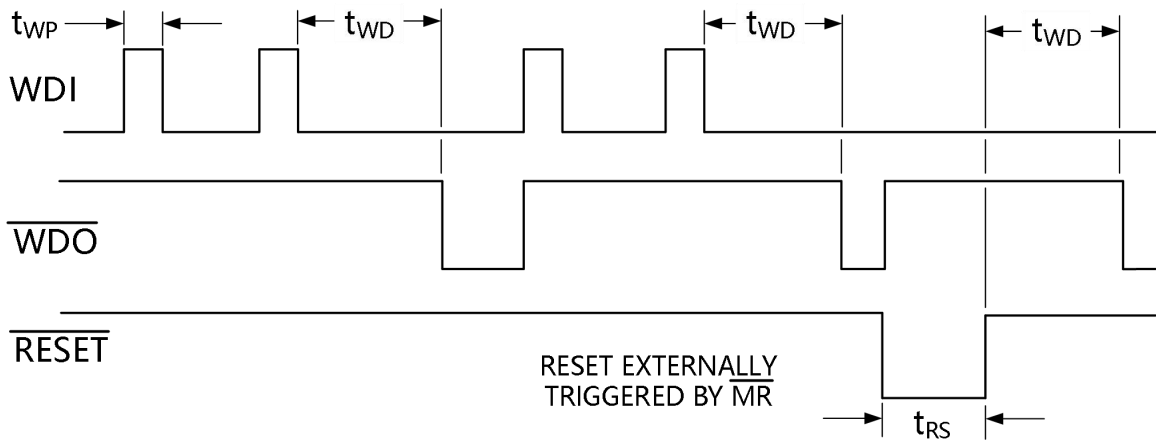 tWP
tWD
tWD
tWD
WDI
WDO
RESET
RESET EXTERNALLY
TRIGGERED BY MR
tRS